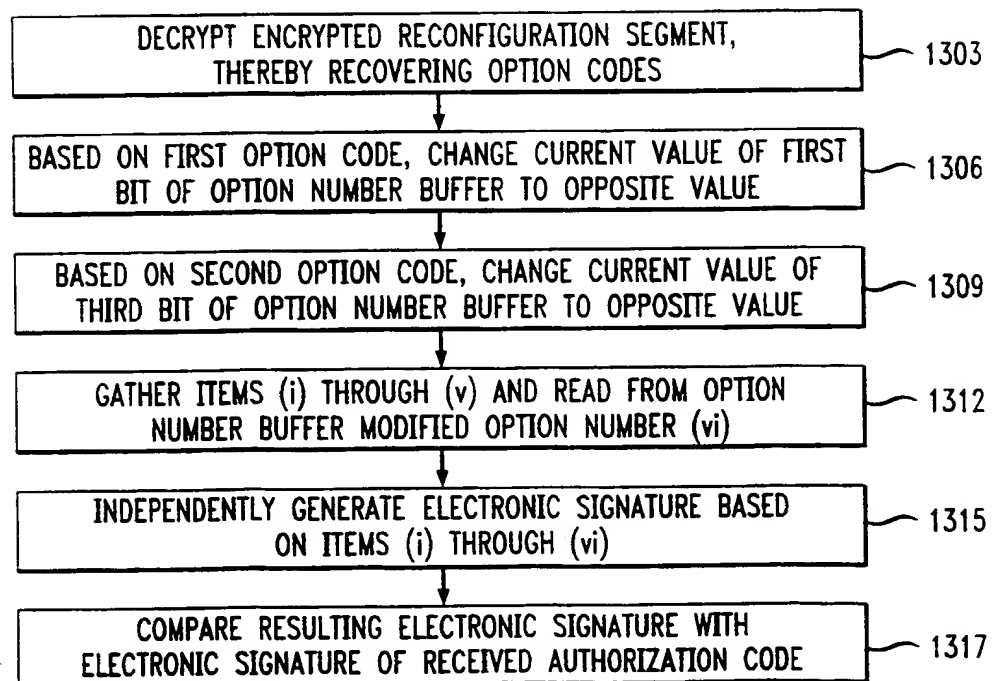 DECRYPT ENCRYPTED RECONFIGURATION SEGMENT,
THEREBY RECOVERING OPTION CODES
1303
BASED ON FIRST OPTION CODE, CHANGE CURRENT VALUE OF FIRST
BIT OF OPTION NUMBER BUFFER TO OPPOSITE VALUE
1306
BASED ON SECOND OPTION CODE, CHANGE CURRENT VALUE OF
THIRD BIT OF OPTION NUMBER BUFFER TO OPPOSITE VALUE
1309
GATHER ITEMS (i) THROUGH (v) AND READ FROM OPTION
NUMBER BUFFER MODIFIED OPTION NUMBER (vi)
1312
INDEPENDENTLY GENERATE ELECTRONIC SIGNATURE BASED
ON ITEMS (i) THROUGH (vi)
1315
COMPARE RESULTING ELECTRONIC SIGNATURE WITH
ELECTRONIC SIGNATURE OF RECEIVED AUTHORIZATION CODE
1317